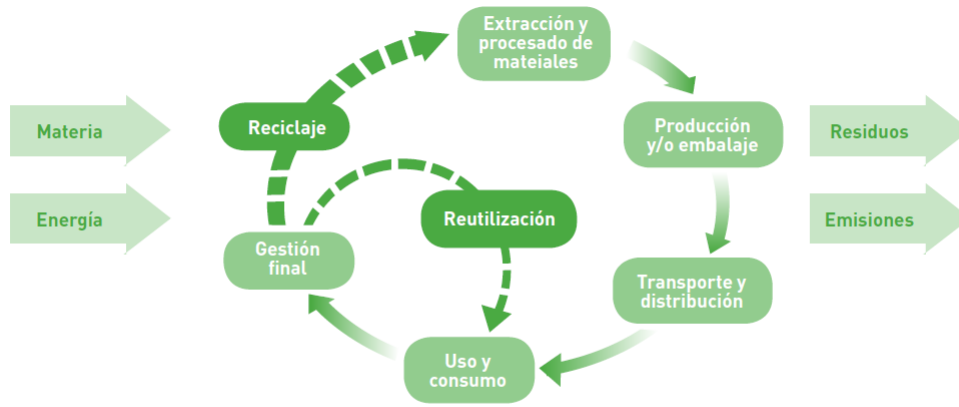 Extracción y
procesado de
mateiales
Materia
Reciclaje
Producción
y/o embalaje
Residuos
Energía
Reutilización
Emisiones
Gestión
final
Transporte y
distribución
Uso y
consumo